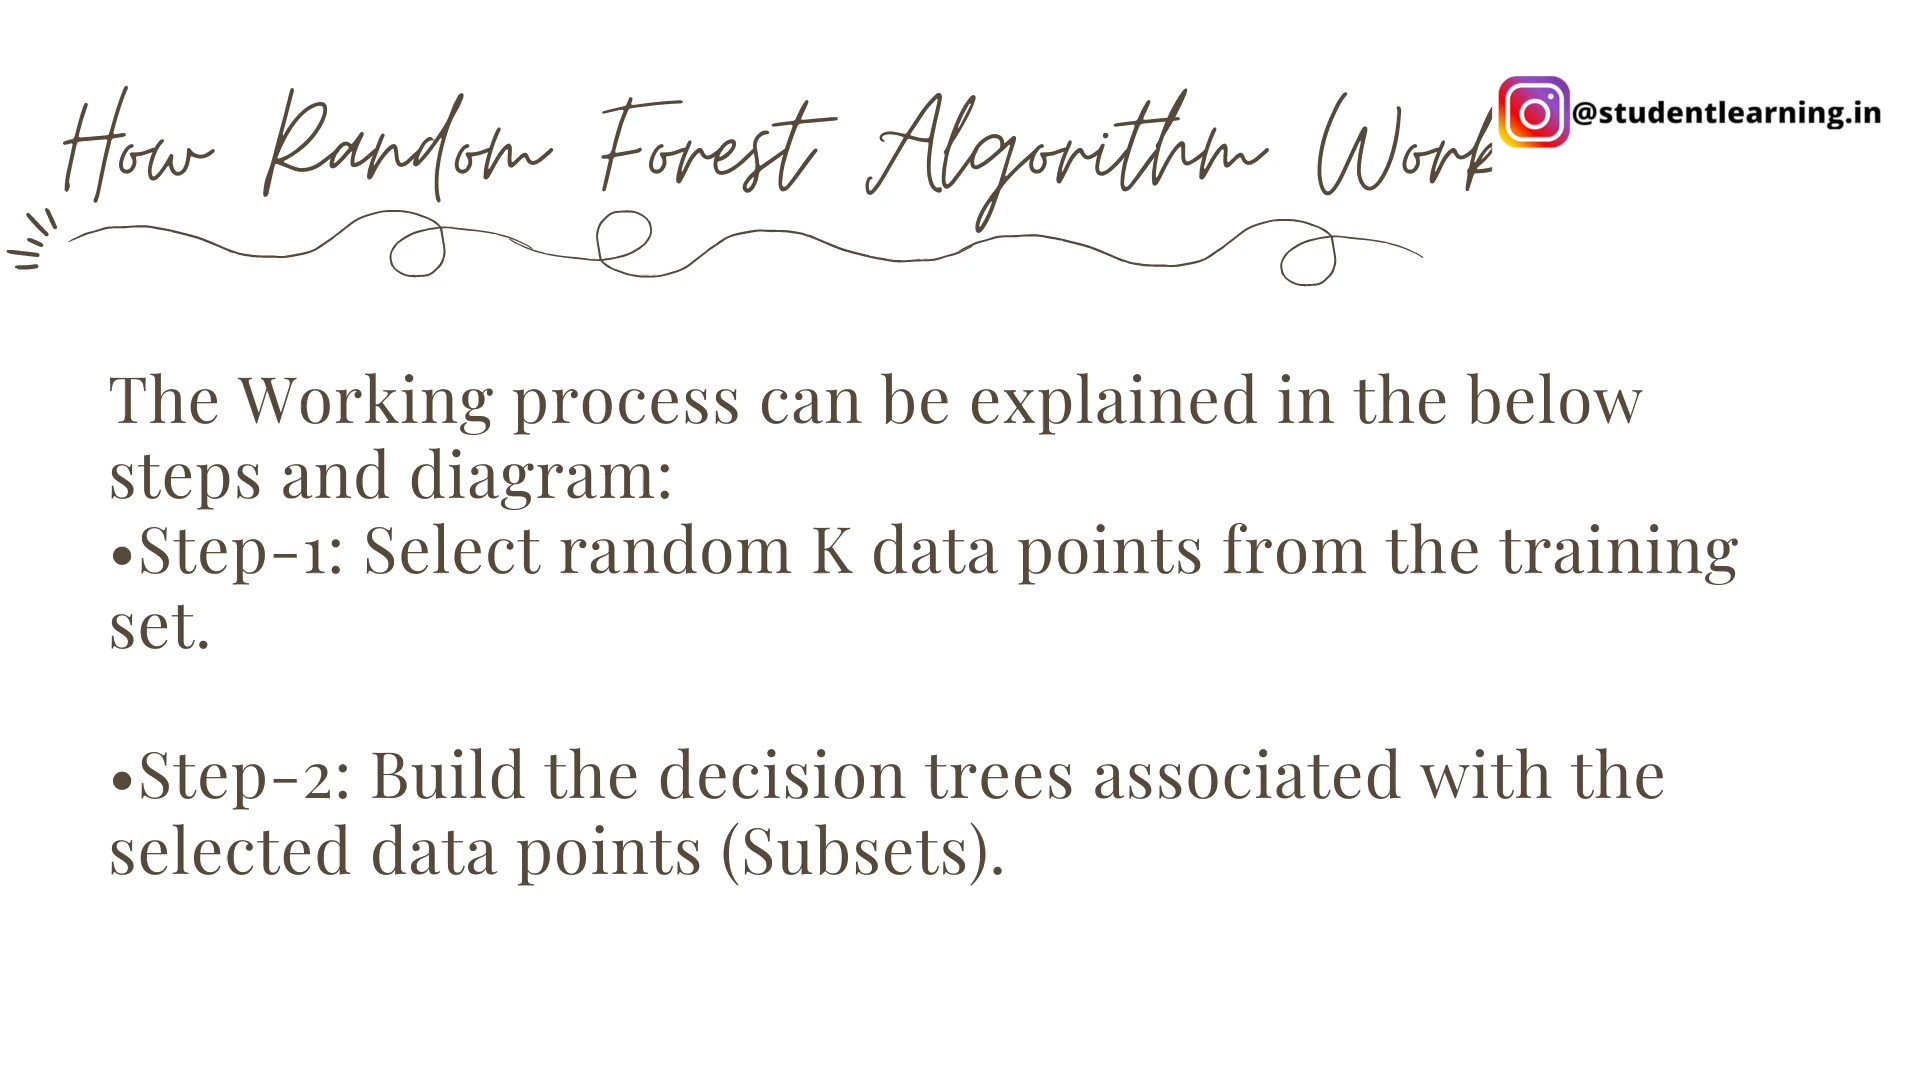 How Random Forest Algorithm Work
@studentlearning.in
The Working process can be explained in the below
steps and diagram:
•Step-1: Select random K data points from the training
set.
•Step-2: Build the decision trees associated with the
selected data points (Subsets).